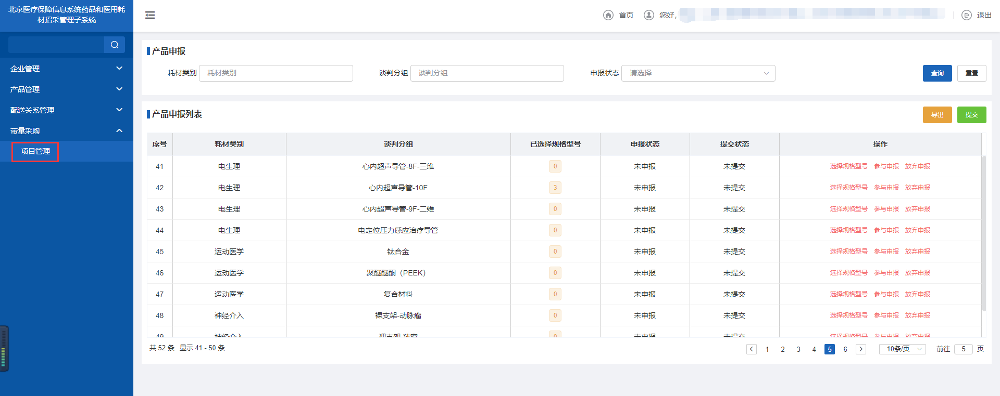 北京医疗保障信息系统药品和医用耗
材招采管理子系统
首页
您好,
退出
企业管理
产品管理
配送关系管理
带量采购
项目管理
产品申报
耗材类别 耗材类别 谈判分组 谈判分组 申报状态 请选择 查询 重置
产品申报列表 导出 提交
序号 耗材类别 谈判分组 已选择规格型号 申报状态 提交状态 操作
41 电生理 心内超声导管-8F-三维 0 未申报 未提交 选择规格型号 参与申报 放弃申报
42 电生理 心内超声导管-10F 3 未申报 未提交 选择规格型号 参与申报 放弃申报
43 电生理 心内超声导管-9F-二维 0 未申报 未提交 选择规格型号 参与申报 放弃申报
44 电生理 电定位压力感应治疗导管 0 未申报 未提交 选择规格型号 参与申报 放弃申报
45 运动医学 钛合金 0 未申报 未提交 选择规格型号 参与申报 放弃申报
46 运动医学 聚醚醚酮（PEEK） 0 未申报 未提交 选择规格型号 参与申报 放弃申报
47 运动医学 复合材料 0 未申报 未提交 选择规格型号 参与申报 放弃申报
48 神经介入 裸支架-动脉瘤 0 未申报 未提交 选择规格型号 参与申报 放弃申报
49 神经介入 裸支架-狭窄 0 未申报 未提交 选择规格型号 参与申报 放弃申报
共 52 条 显示 41 - 50 条
1 2 3 4 5 6 10条/页 前往 5 页